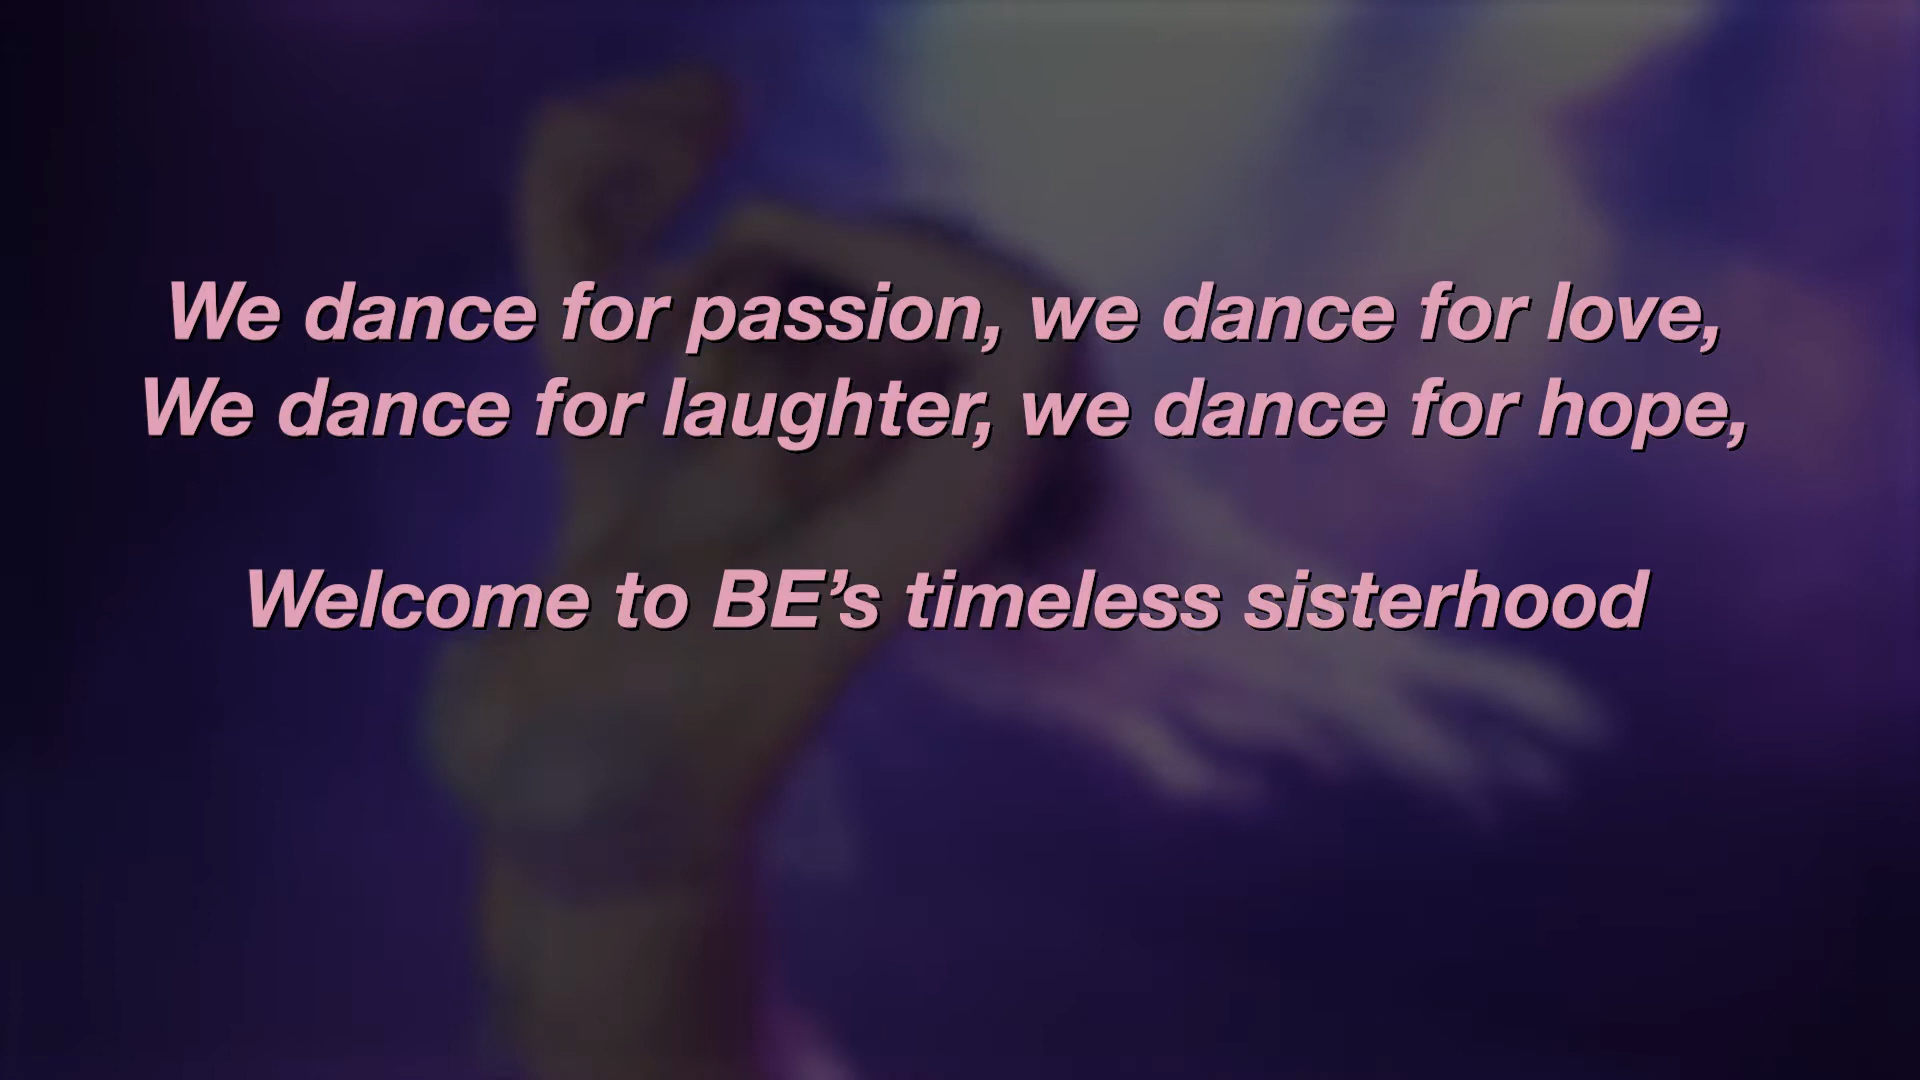 We dance for passion, we dance for love,
We dance for laughter, we dance for hope,
Welcome to BE’s timeless sisterhood